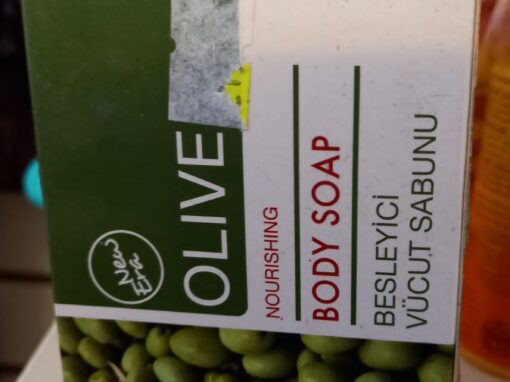 New
Era
OLIVE
NOURISHING
BODY SOAP
BESLEYİCİ
VÜCUT SABUNU